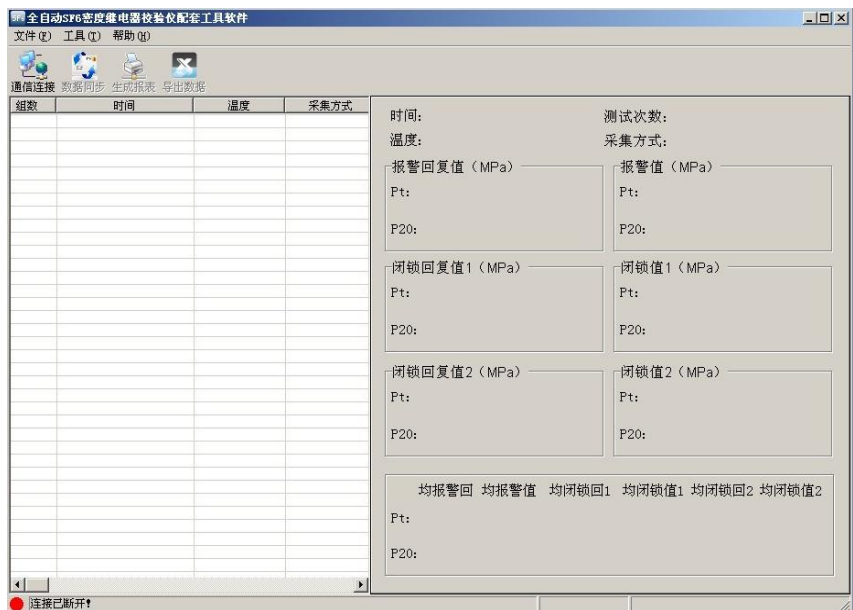 全自动SF6密度继电器校验仪配套工具软件
文件(F) 工具(T) 帮助(H)
通信连接 数据同步 生成报表 导出数据
组数 时间 温度 采集方式
时间: 测试次数:
温度: 采集方式:
报警回复值（MPa） 报警值（MPa）
Pt: Pt:
P20: P20:
闭锁回复值1（MPa） 闭锁值1（MPa）
Pt: Pt:
P20: P20:
闭锁回复值2（MPa） 闭锁值2（MPa）
Pt: Pt:
P20: P20:
均报警回 均报警值 均闭锁回1 均闭锁值1 均闭锁回2 均闭锁值2
Pt:
P20:
连接已断开!